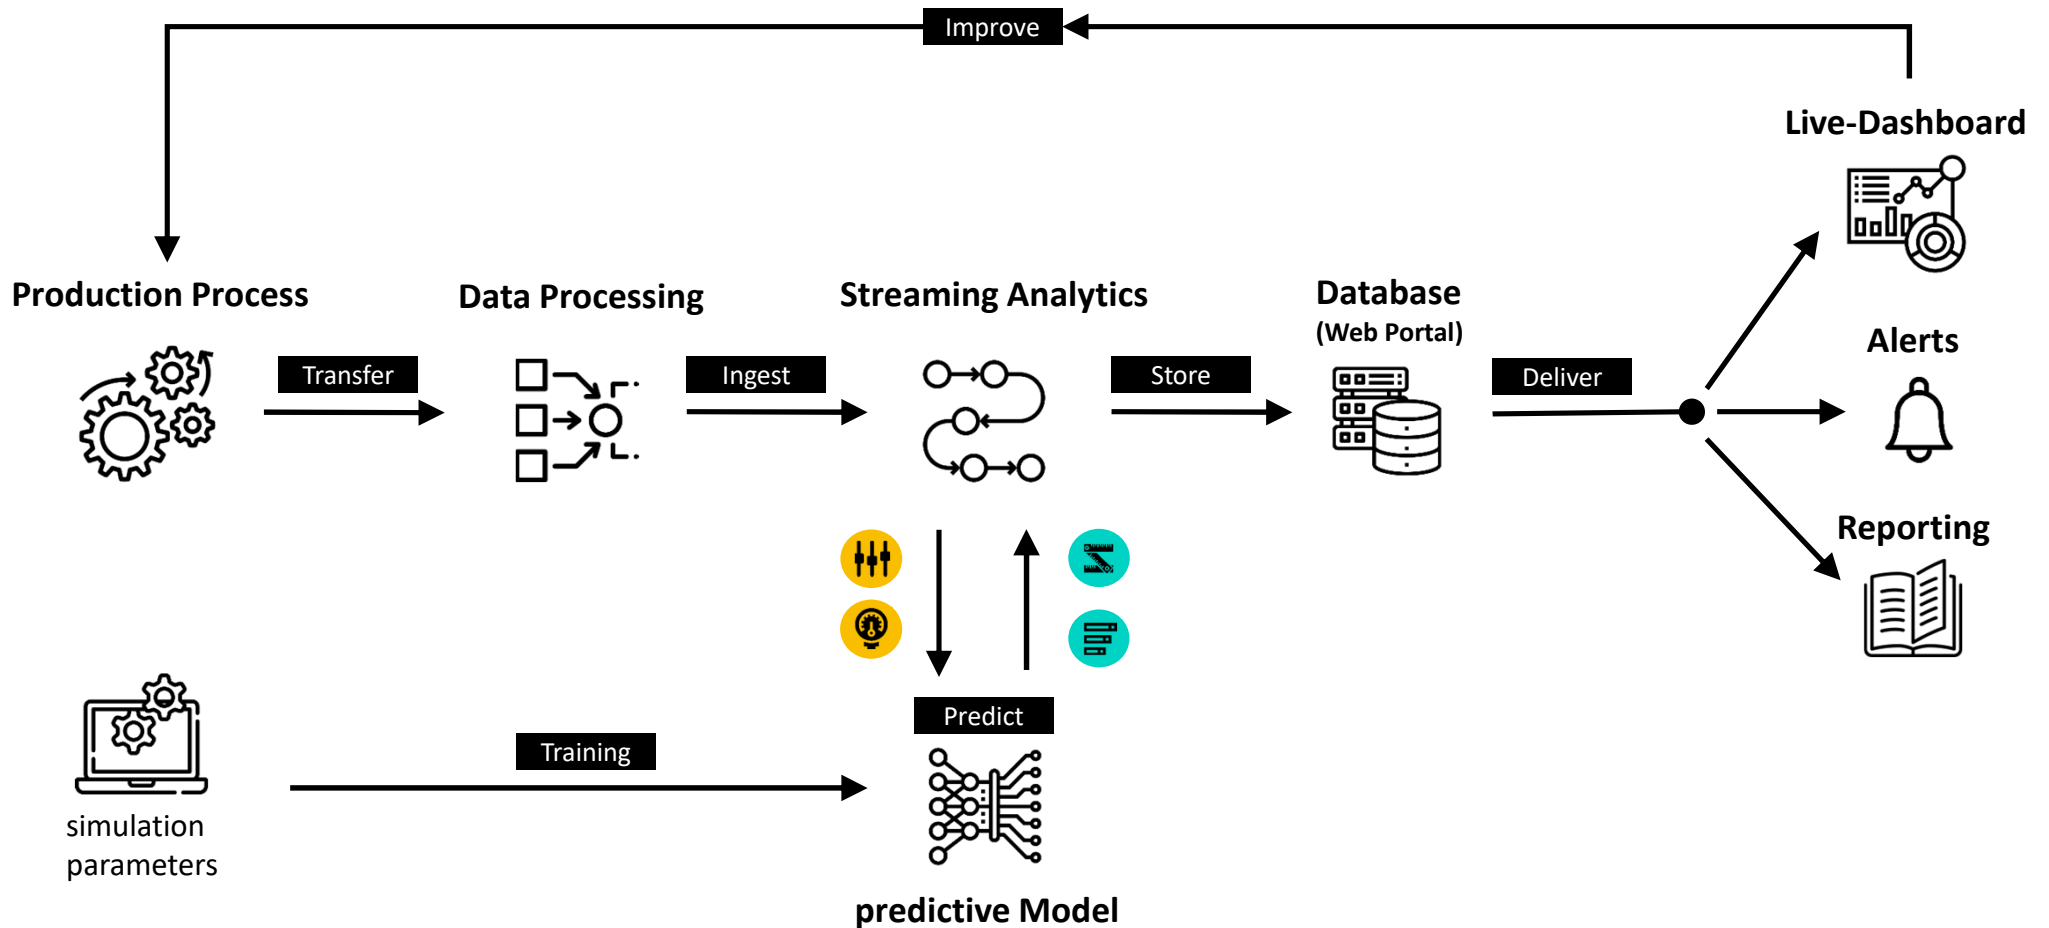 Improve
Live-Dashboard
Production Process
Data Processing
Streaming Analytics
Database
(Web Portal)
Alerts
Transfer
Ingest
Store
Deliver
Reporting
Predict
Training
simulation
parameters
predictive Model